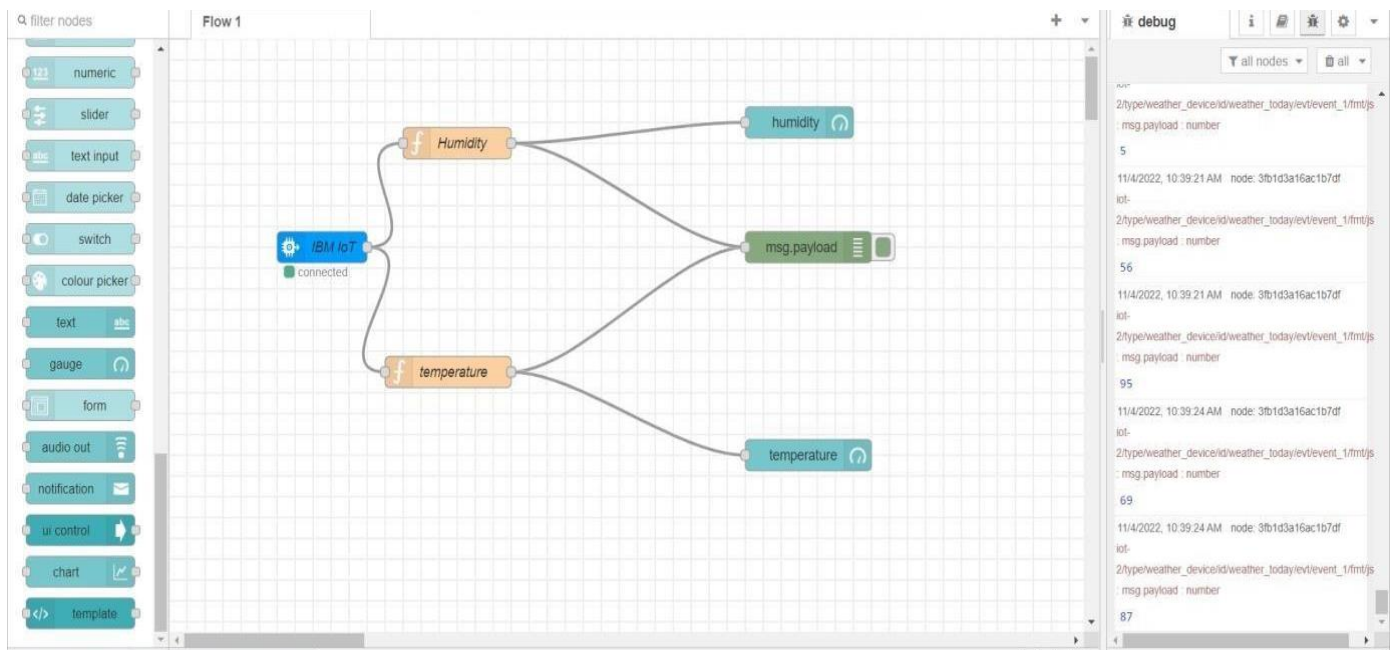 filter nodes
123 numeric
slider
abc text input
date picker
switch
colour picker
text abc
gauge
form
audio out
notification
ui control
chart
</> template
Flow 1
Humidity
humidity
IBM IoT
connected
msg.payload
temperature
temperature
debug
all nodes
all
2/type/weather_device/id/weather_today/evt/event_1/fmt/js
: msg.payload : number
5
11/4/2022, 10:39:21 AM node: 3fb1d3a16ac1b7df
iot-
2/type/weather_device/id/weather_today/evt/event_1/fmt/js
: msg.payload : number
56
11/4/2022, 10:39:21 AM node: 3fb1d3a16ac1b7df
iot-
2/type/weather_device/id/weather_today/evt/event_1/fmt/js
: msg.payload : number
95
11/4/2022, 10:39:24 AM node: 3fb1d3a16ac1b7df
iot-
2/type/weather_device/id/weather_today/evt/event_1/fmt/js
: msg.payload : number
69
11/4/2022, 10:39:24 AM node: 3fb1d3a16ac1b7df
iot-
2/type/weather_device/id/weather_today/evt/event_1/fmt/js
: msg.payload : number
87